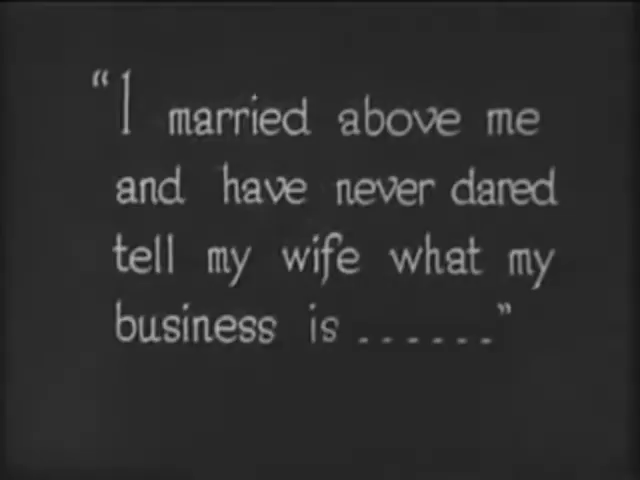 “I married above me
and have never dared
tell my wife what my
business is ......”